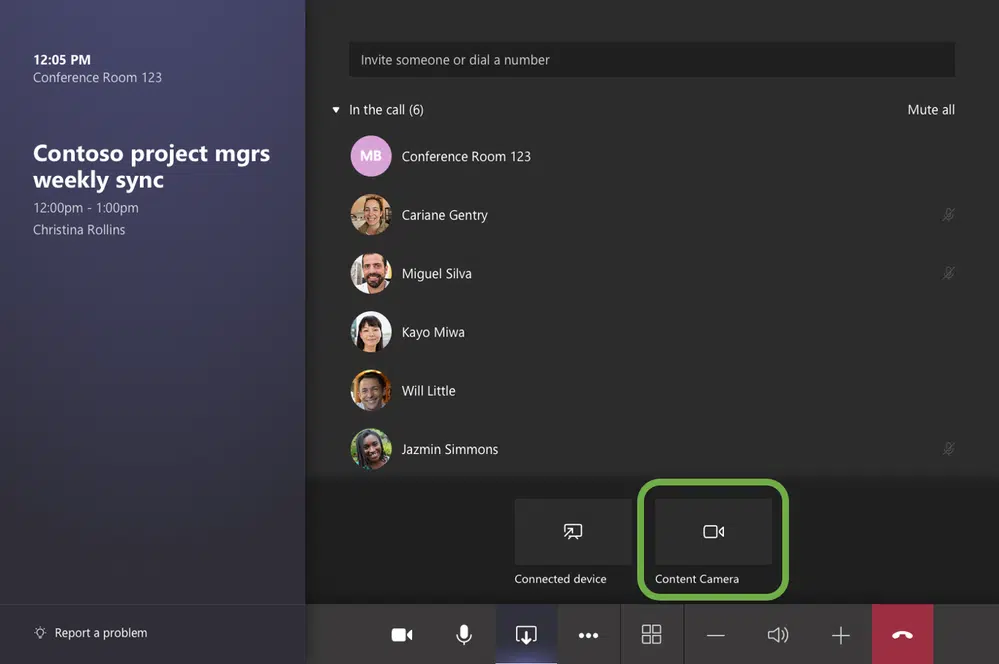 12:05 PM
Conference Room 123
Contoso project mgrs
weekly sync
12:00pm - 1:00pm
Christina Rollins
Report a problem
Invite someone or dial a number
In the call (6)
Mute all
MB
Conference Room 123
Cariane Gentry
Miguel Silva
Kayo Miwa
Will Little
Jazmin Simmons
Connected device
Content Camera